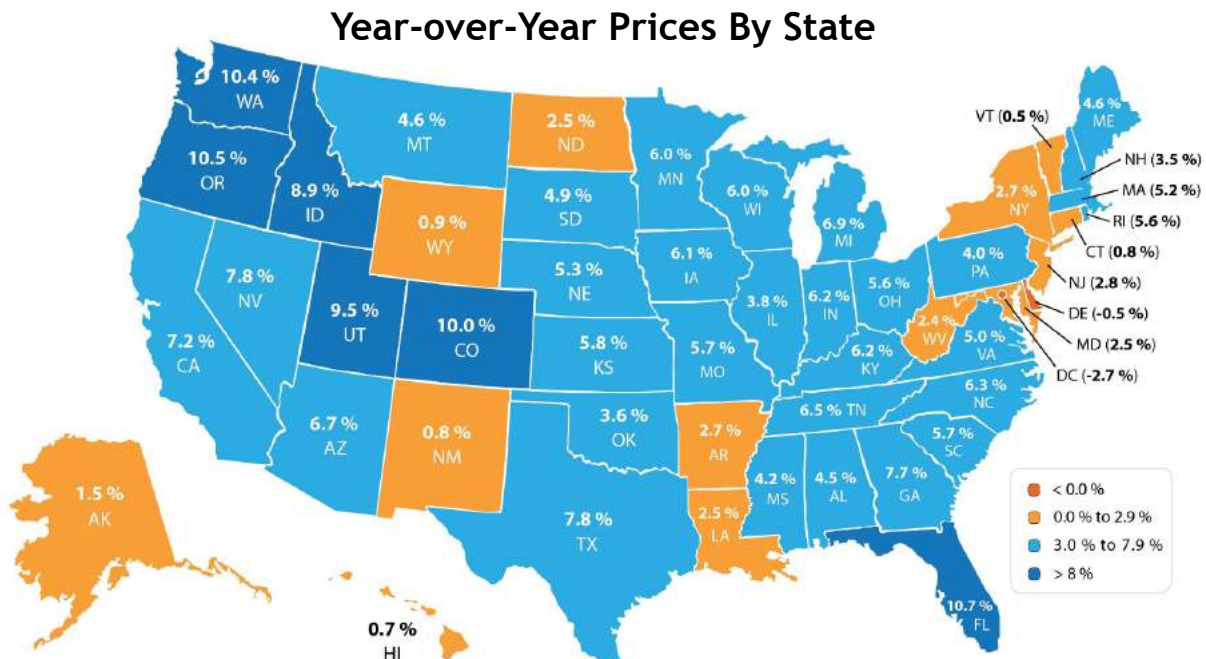 Year-over-Year Prices By State
10.4 %
WA
10.5 %
OR
8.9 %
ID
4.6 %
MT
2.5 %
ND
6.0 %
MN
6.0 %
WI
6.9 %
MI
4.9 %
SD
0.9 %
WY
7.8 %
NV
7.2 %
CA
9.5 %
UT
10.0 %
CO
5.3 %
NE
6.1 %
IA
3.8 %
IL
6.2 %
IN
5.6 %
OH
4.0 %
PA
2.7 %
NY
VT (0.5 %)
4.6 %
ME
NH (3.5 %)
MA (5.2 %)
RI (5.6 %)
CT (0.8 %)
NJ (2.8 %)
DE (-0.5 %)
MD (2.5 %)
DC (-2.7 %)
2.4 %
WV
5.0 %
VA
5.8 %
KS
5.7 %
MO
6.2 %
KY
6.3 %
NC
6.5 % TN
5.7 %
SC
6.7 %
AZ
0.8 %
NM
3.6 %
OK
2.7 %
AR
7.8 %
TX
2.5 %
LA
4.2 %
MS
4.5 %
AL
7.7 %
GA
10.7 %
FL
1.5 %
AK
0.7 %
HI
< 0.0 %
0.0 % to 2.9 %
3.0 % to 7.9 %
> 8 %